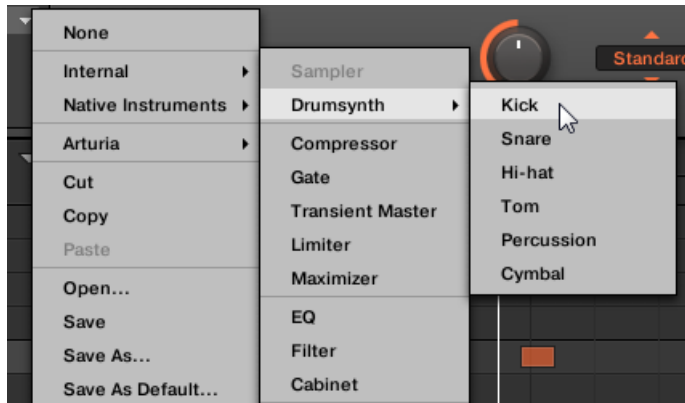 None
Internal
Native Instruments
Arturia
Cut
Copy
Paste
Open...
Save
Save As...
Save As Default...
Sampler
Drumsynth
Compressor
Gate
Transient Master
Limiter
Maximizer
EQ
Filter
Cabinet
Kick
Snare
Hi-hat
Tom
Percussion
Cymbal